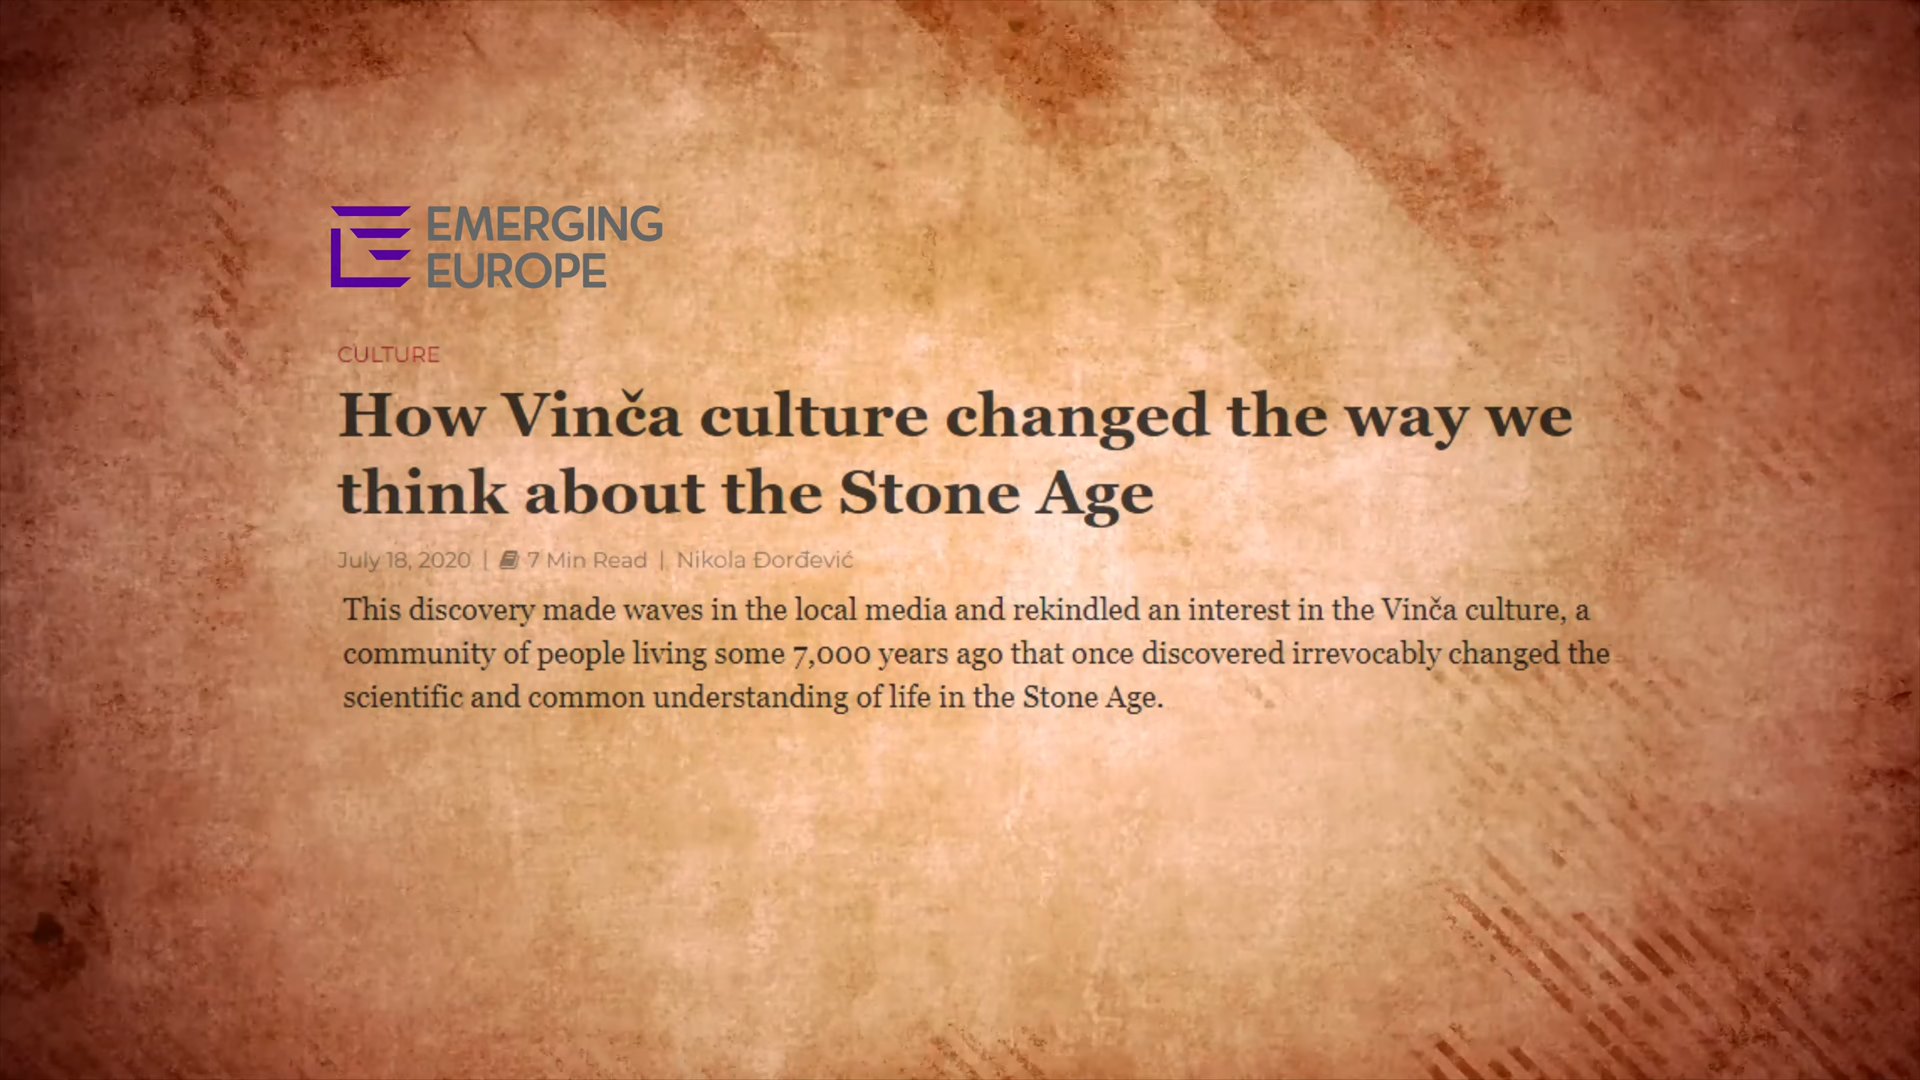 EMERGING
EUROPE
CULTURE
How Vinča culture changed the way we
think about the Stone Age
July 18, 2020 | 7 Min Read | Nikola Đorđević
This discovery made waves in the local media and rekindled an interest in the Vinča culture, a
community of people living some 7,000 years ago that once discovered irrevocably changed the
scientific and common understanding of life in the Stone Age.